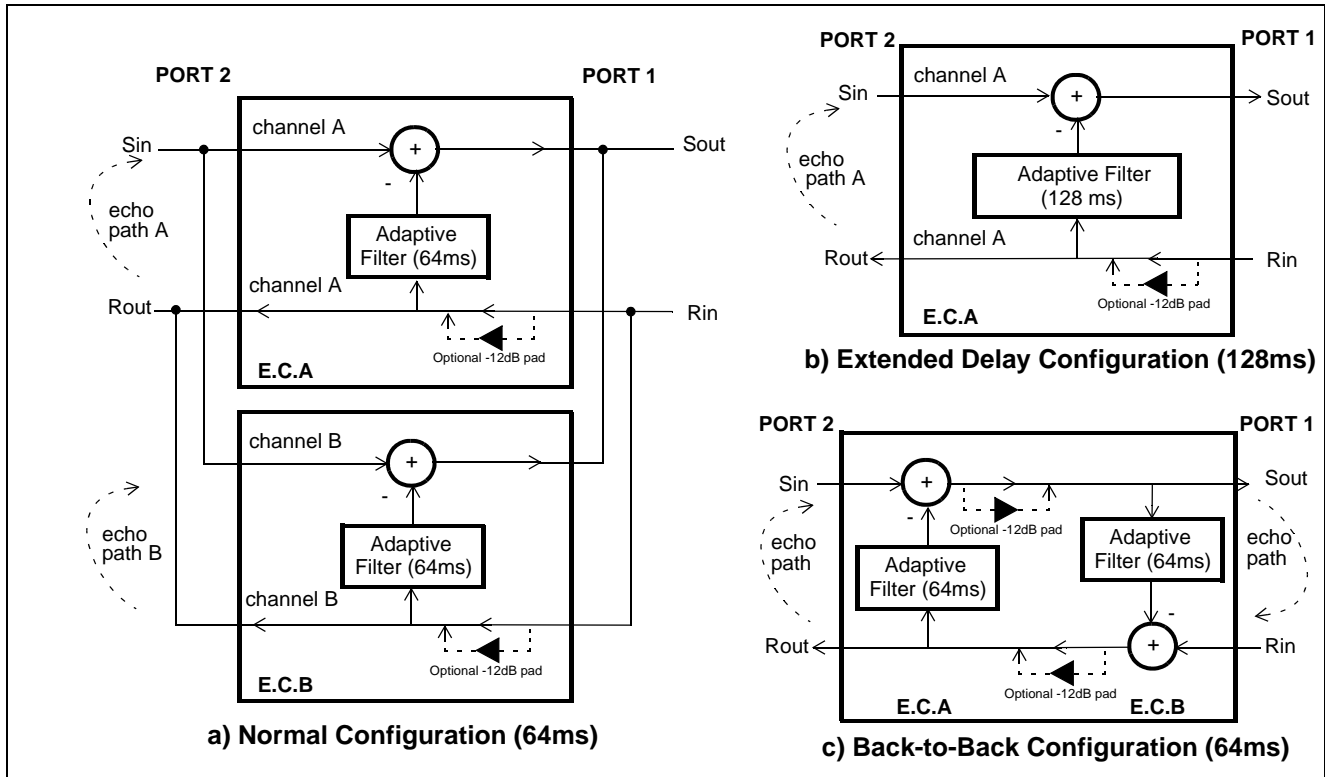 PORT 2
PORT 1
Sin
channel A
+
Sout
-
echo
path A
Adaptive
Filter (64ms)
channel A
Rout
Rin
Optional -12dB pad
E.C.A
channel B
+
-
echo
path B
Adaptive
Filter (64ms)
channel B
Optional -12dB pad
E.C.B
a) Normal Configuration (64ms)
PORT 2
PORT 1
channel A
Sin
+
Sout
-
echo
path A
Adaptive Filter
(128 ms)
channel A
Rout
Rin
Optional -12dB pad
E.C.A
b) Extended Delay Configuration (128ms)
PORT 2
PORT 1
Sin
+
Sout
-
Optional -12dB pad
echo
path
Adaptive
Filter (64ms)
Adaptive
Filter (64ms)
echo
path
-
Rout
+
Rin
Optional -12dB pad
E.C.A
E.C.B
c) Back-to-Back Configuration (64ms)